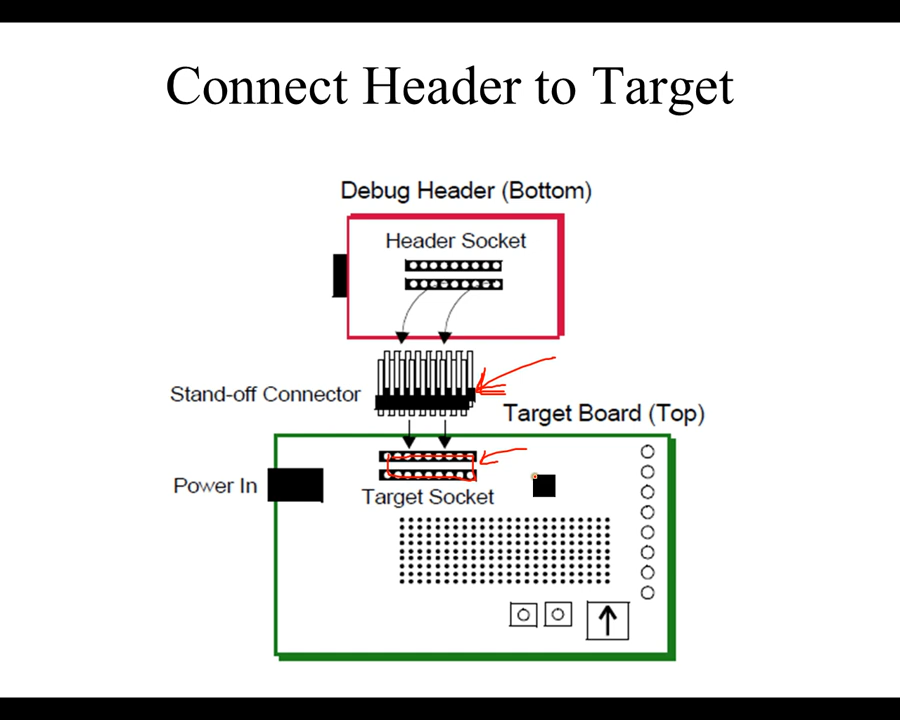 Connect Header to Target
Debug Header (Bottom)
Header Socket
Stand-off Connector
Target Board (Top)
Power In
Target Socket